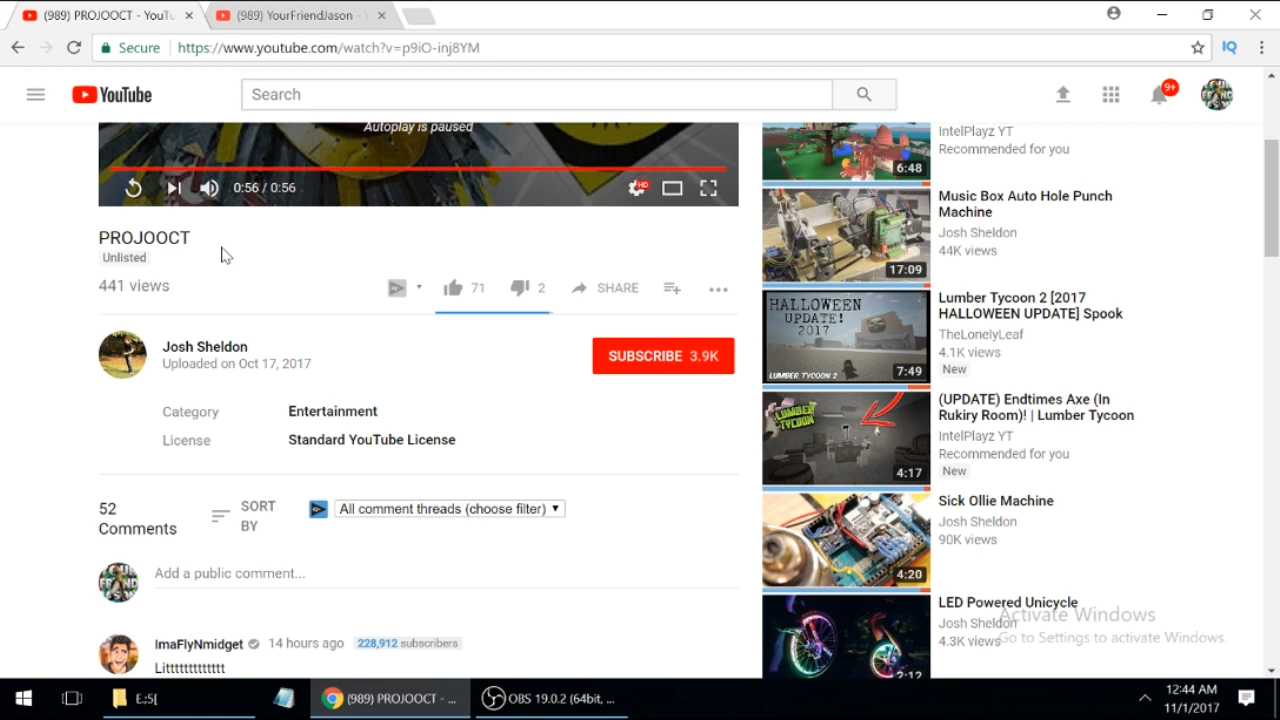 (989) PROJOOCT - YouTu
(989) YourFriendJason -
Secure
https://www.youtube.com/watch?v=p9iO-inj8YM
IQ
YouTube
Search
9+
Autoplay is paused
0:56 / 0:56
HD
PROJOOCT
Unlisted
441 views
71
2
SHARE
Josh Sheldon
Uploaded on Oct 17, 2017
SUBSCRIBE 3.9K
Category
Entertainment
License
Standard YouTube License
52
Comments
SORT
BY
All comment threads (choose filter)
Add a public comment...
ImaFlyNmidget
14 hours ago
228,912 subscribers
Litttttttttttttt
IntelPlayz YT
Recommended for you
6:48
Music Box Auto Hole Punch
Machine
Josh Sheldon
44K views
17:09
HALLOWEEN
UPDATE!
2017
LUMBER TYCOON 2
7:49
Lumber Tycoon 2 [2017
HALLOWEEN UPDATE] Spook
TheLonelyLeaf
4.1K views
New
LUMBER
TYCOON
4:17
(UPDATE) Endtimes Axe (In
Rukiry Room)! | Lumber Tycoon
IntelPlayz YT
Recommended for you
New
4:20
Sick Ollie Machine
Josh Sheldon
90K views
2:12
LED Powered Unicycle
Josh Sheldon
4.3K views
Activate Windows
Go to Settings to activate Windows.
E:5[
(989) PROJOOCT - ...
OBS 19.0.2 (64bit, ...
12:44 AM
11/1/2017